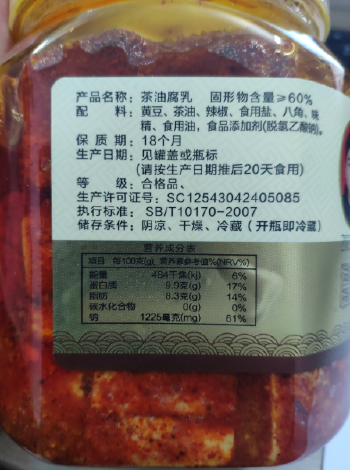 产品名称：茶油腐乳 固形物含量≥60%
配 料：黄豆、茶油、辣椒、食用盐、八角、味
精、食用油，食品添加剂(脱氢乙酸钠)。
保 质 期：18个月
生产日期：见罐盖或瓶标
(请按生产日期推后20天食用)
等 级：合格品、
生产许可证号：SC12543042405085
执行标准：SB/T10170-2007
储存条件：阴凉、干燥、冷藏（开瓶即冷藏）
营养成分表
项目 每100克(g) 营养素参考值%(NRV%)
能量 484千焦(kj) 6%
蛋白质 9.9克(g) 17%
脂肪 8.3克(g) 14%
碳水化合物 0克(g) 0%
钠 1225毫克(mg) 61%